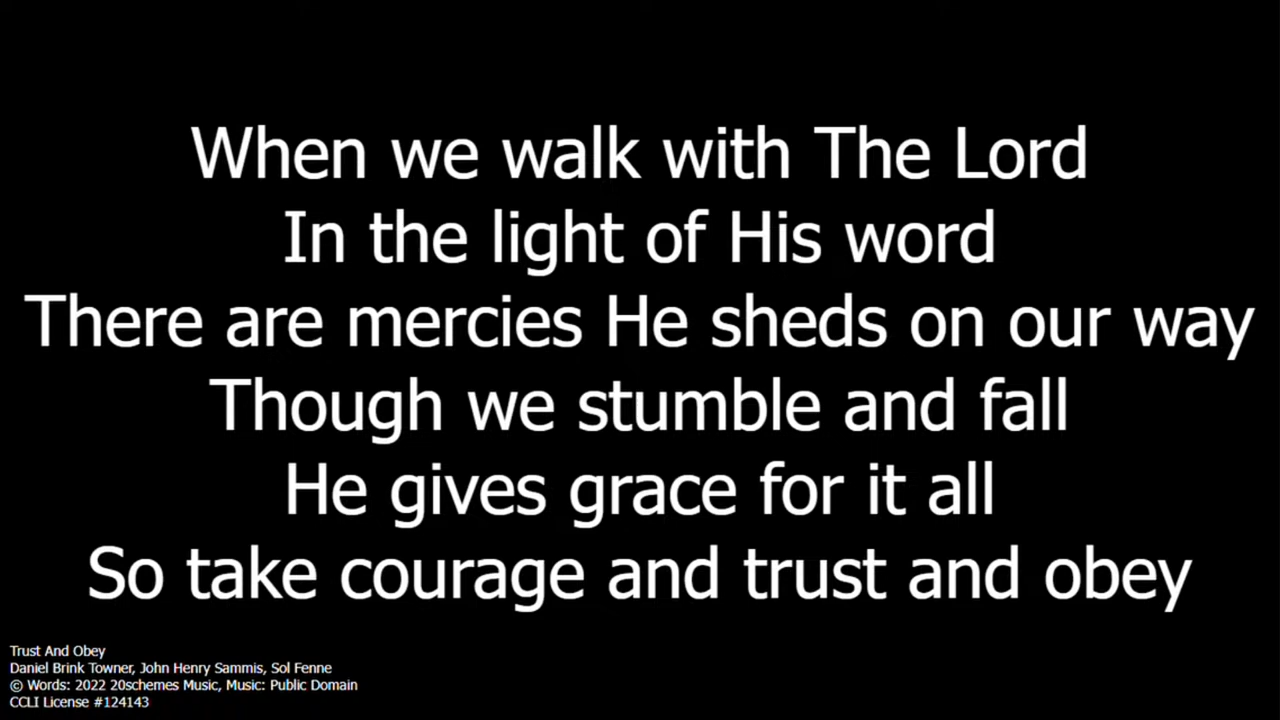 When we walk with The Lord
In the light of His word
There are mercies He sheds on our way
Though we stumble and fall
He gives grace for it all
So take courage and trust and obey
Trust And Obey
Daniel Brink Towner, John Henry Sammis, Sol Fenne
© Words: 2022 20schemes Music, Music: Public Domain
CCLI License #124143